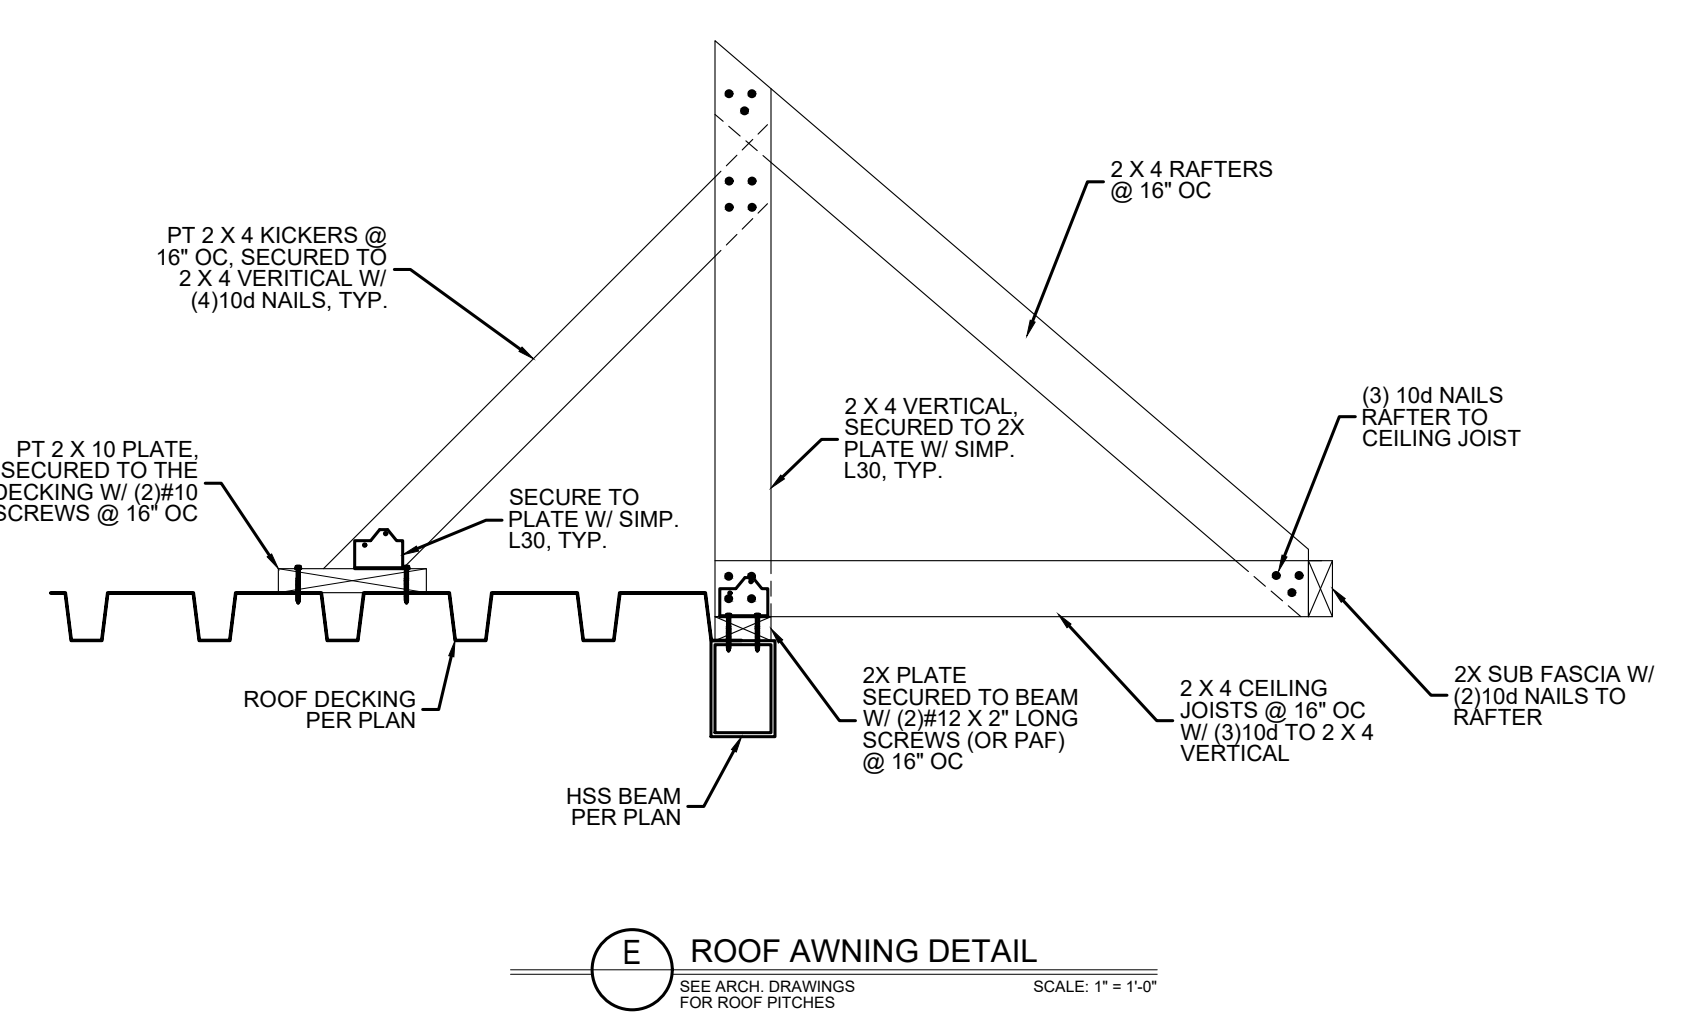 2 X 4 RAFTERS
@ 16" OC
PT 2 X 4 KICKERS @
16" OC, SECURED TO
2 X 4 VERITICAL W/
(4)10d NAILS, TYP.
(3) 10d NAILS
RAFTER TO
CEILING JOIST
2 X 4 VERTICAL,
SECURED TO 2X
PLATE W/ SIMP.
L30, TYP.
PT 2 X 10 PLATE,
SECURED TO THE
DECKING W/ (2)#10
SCREWS @ 16" OC
SECURE TO
PLATE W/ SIMP.
L30, TYP.
ROOF DECKING
PER PLAN
2X PLATE
SECURED TO BEAM
W/ (2)#12 X 2" LONG
SCREWS (OR PAF)
@ 16" OC
2 X 4 CEILING
JOISTS @ 16" OC
W/ (3)10d TO 2 X 4
VERTICAL
2X SUB FASCIA W/
(2)10d NAILS TO
RAFTER
HSS BEAM
PER PLAN
E
ROOF AWNING DETAIL
SEE ARCH. DRAWINGS
FOR ROOF PITCHES
SCALE: 1" = 1'-0"